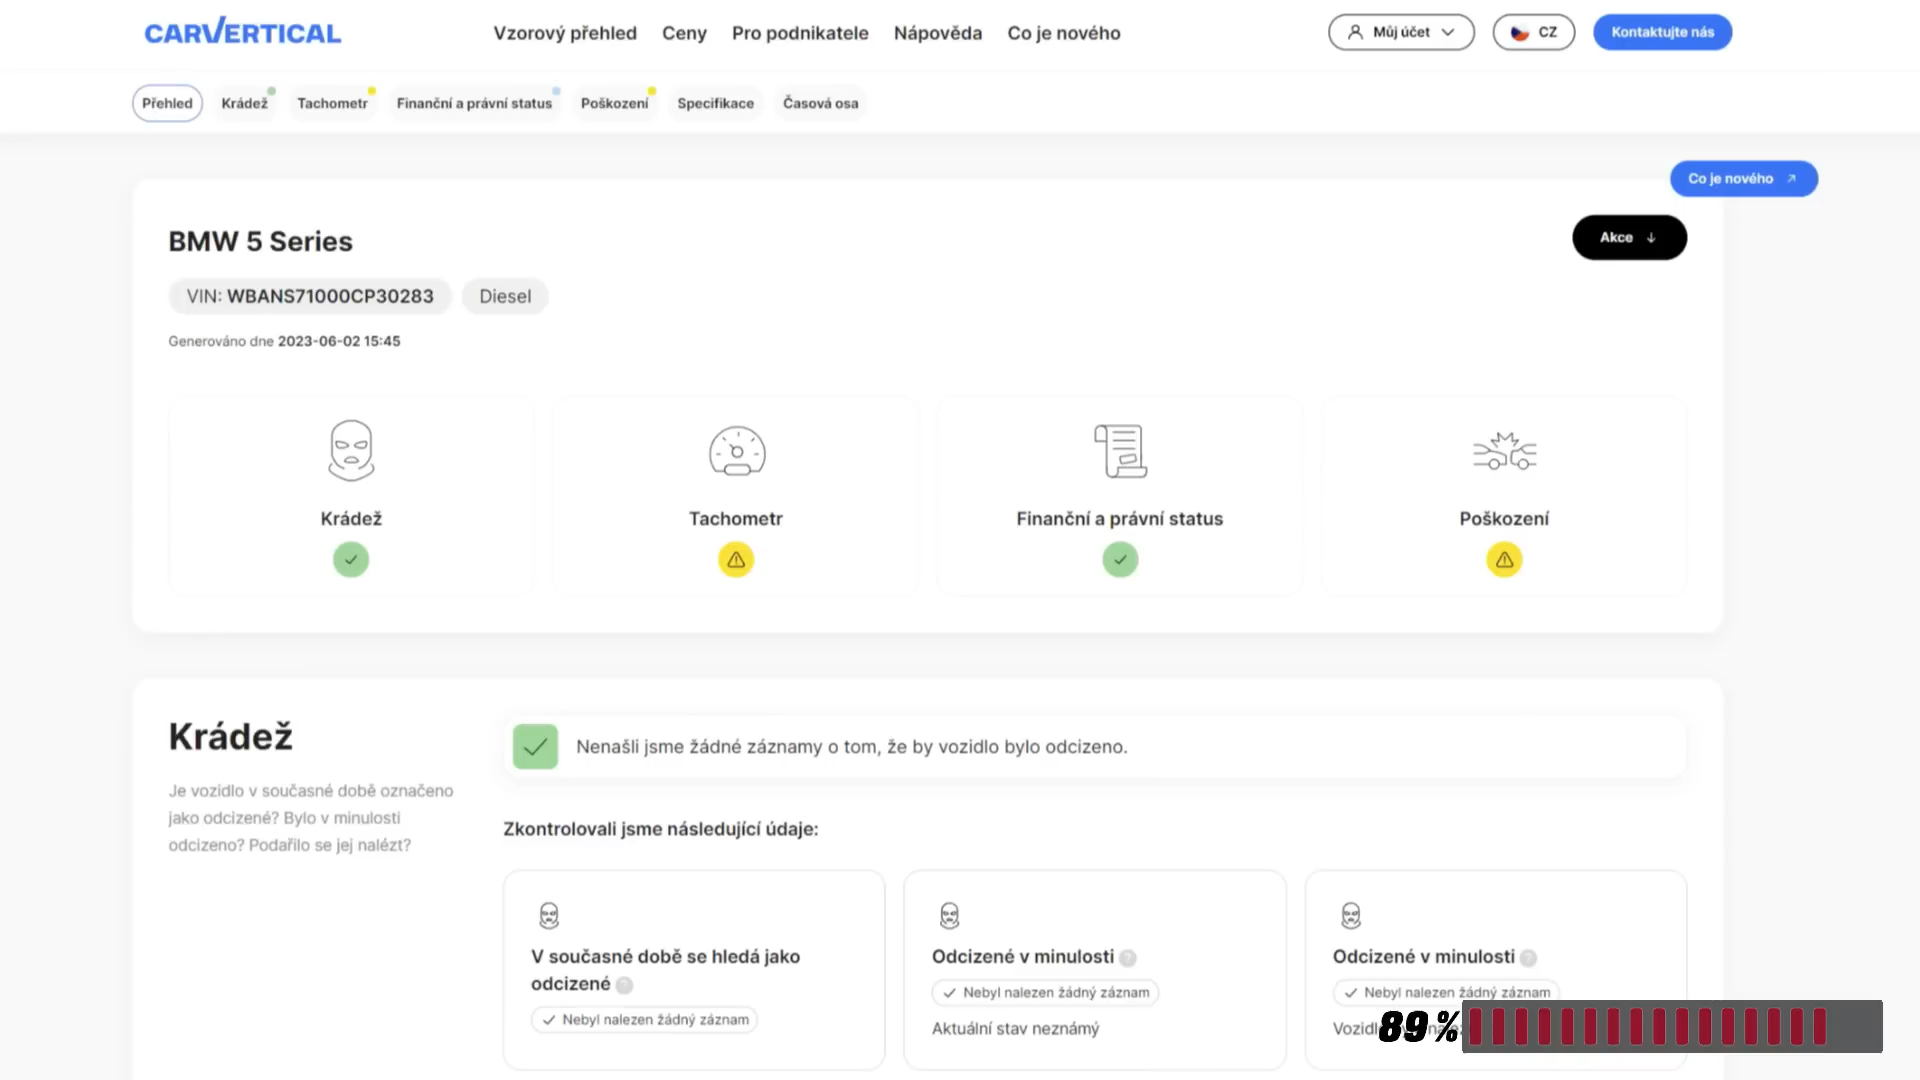 CARVERTICAL
Vzorový přehled
Ceny
Pro podnikatele
Nápověda
Co je nového
Můj účet
CZ
Kontaktujte nás
Přehled
Krádež
Tachometr
Finanční a právní status
Poškození
Specifikace
Časová osa
Co je nového
BMW 5 Series
Akce
VIN: WBANS71000CP30283
Diesel
Generováno dne 2023-06-02 15:45
Krádež
Tachometr
Finanční a právní status
Poškození
Krádež
Nenašli jsme žádné záznamy o tom, že by vozidlo bylo odcizeno.
Je vozidlo v současné době označeno
jako odcizené? Bylo v minulosti
odcizeno? Podařilo se jej nalézt?
Zkontrolovali jsme následující údaje:
V současné době se hledá jako
odcizené ?
Nebyl nalezen žádný záznam
Odcizené v minulosti ?
Nebyl nalezen žádný záznam
Aktuální stav neznámý
Odcizené v minulosti ?
Nebyl nalezen žádný záznam
89%